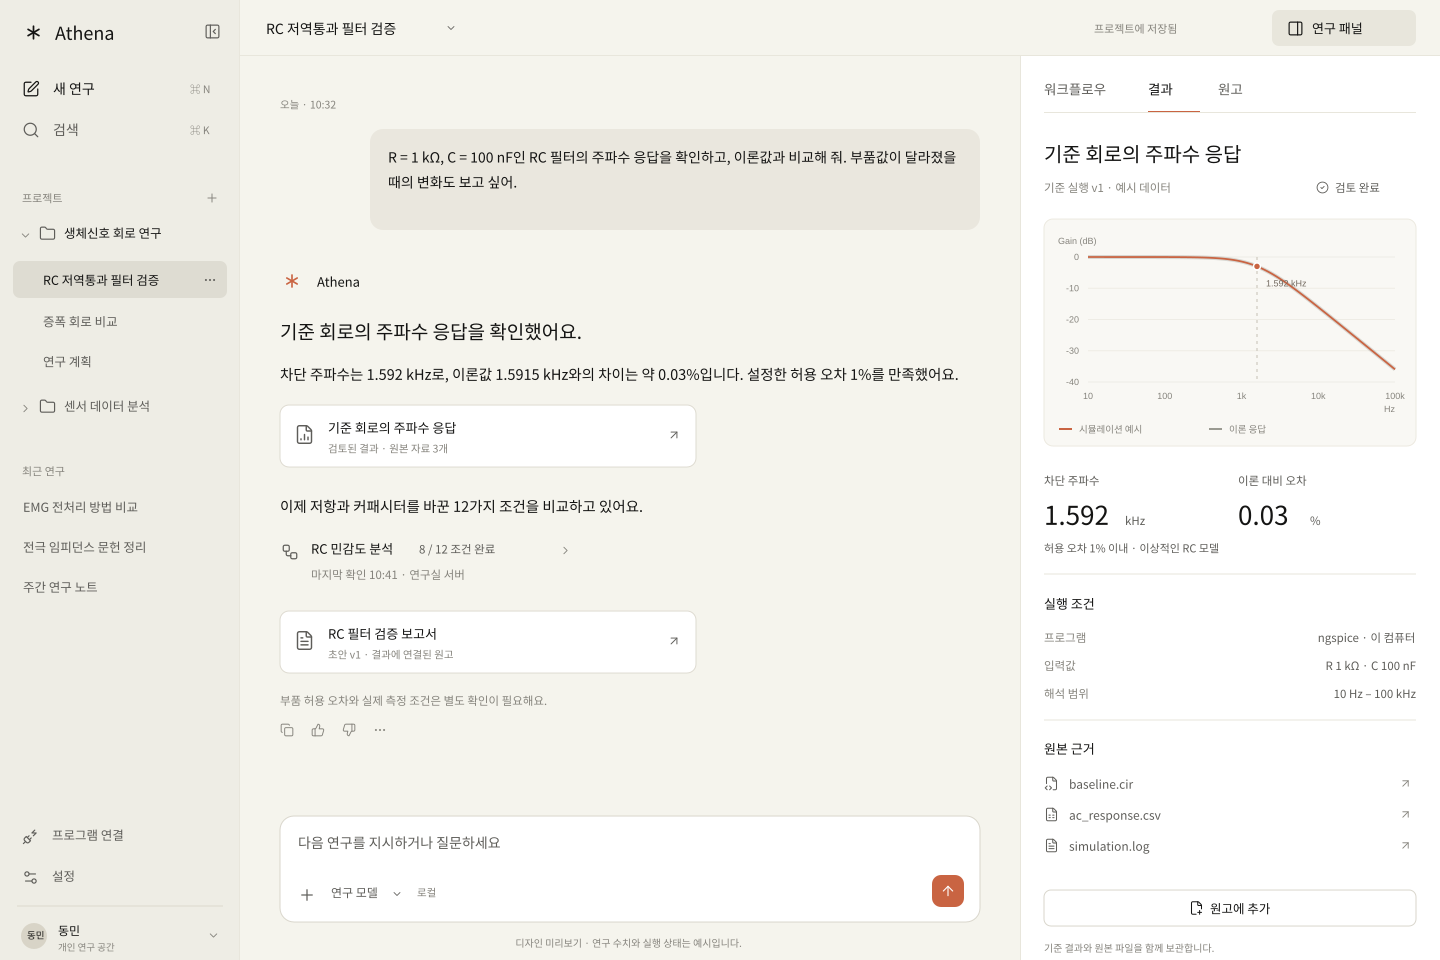 Athena
새 연구
⌘ N
검색
⌘ K
프로젝트
생체신호 회로 연구
RC 저역통과 필터 검증
증폭 회로 비교
연구 계획
센서 데이터 분석
최근 연구
EMG 전처리 방법 비교
전극 임피던스 문헌 정리
주간 연구 노트
프로그램 연결
설정
동민
동민
개인 연구 공간
RC 저역통과 필터 검증
프로젝트에 저장됨
연구 패널
오늘 · 10:32
R = 1 kΩ, C = 100 nF인 RC 필터의 주파수 응답을 확인하고, 이론값과 비교해 줘. 부품값이 달라졌을
때의 변화도 보고 싶어.
Athena
기준 회로의 주파수 응답을 확인했어요.
차단 주파수는 1.592 kHz로, 이론값 1.5915 kHz와의 차이는 약 0.03%입니다. 설정한 허용 오차 1%를 만족했어요.
기준 회로의 주파수 응답
검토된 결과 · 원본 자료 3개
이제 저항과 커패시터를 바꾼 12가지 조건을 비교하고 있어요.
RC 민감도 분석
8 / 12 조건 완료
마지막 확인 10:41 · 연구실 서버
RC 필터 검증 보고서
초안 v1 · 결과에 연결된 원고
부품 허용 오차와 실제 측정 조건은 별도 확인이 필요해요.
다음 연구를 지시하거나 질문하세요
연구 모델
로컬
디자인 미리보기 · 연구 수치와 실행 상태는 예시입니다.
워크플로우
결과
원고
기준 회로의 주파수 응답
기준 실행 v1 · 예시 데이터
검토 완료
Gain (dB)
0
-10
-20
-30
-40
1.592 kHz
10
100
1k
10k
100k
Hz
시뮬레이션 예시
이론 응답
차단 주파수
이론 대비 오차
1.592 kHz
0.03 %
허용 오차 1% 이내 · 이상적인 RC 모델
실행 조건
프로그램
ngspice · 이 컴퓨터
입력값
R 1 kΩ · C 100 nF
해석 범위
10 Hz – 100 kHz
원본 근거
baseline.cir
ac_response.csv
simulation.log
원고에 추가
기준 결과와 원본 파일을 함께 보관합니다.